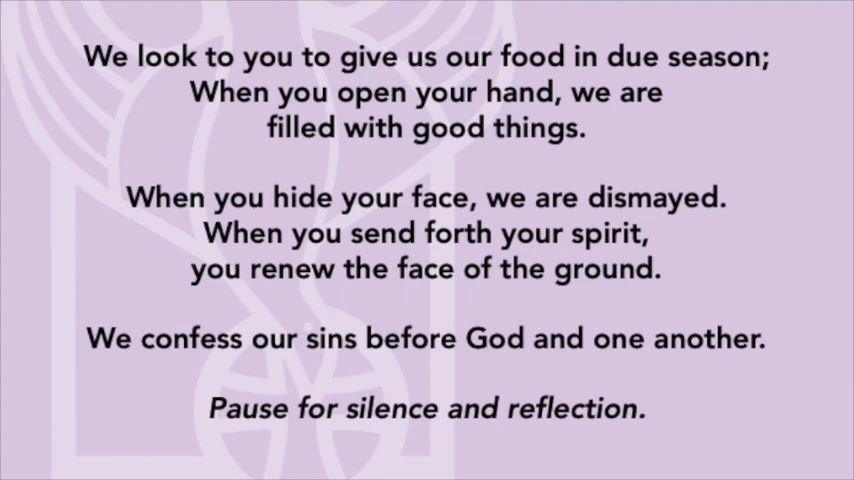 We look to you to give us our food in due season;
When you open your hand, we are
filled with good things.
When you hide your face, we are dismayed.
When you send forth your spirit,
you renew the face of the ground.
We confess our sins before God and one another.
Pause for silence and reflection.